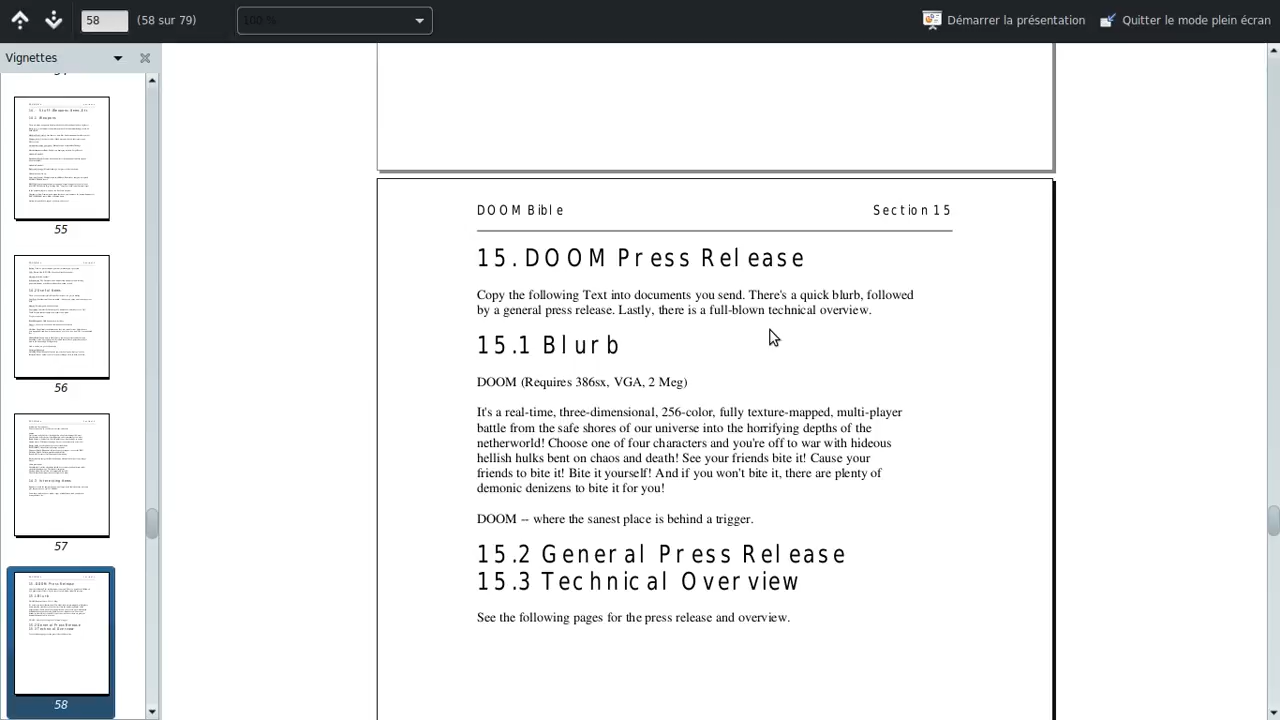 58 (58 sur 79) 100 % Démarrer la présentation Quitter le mode plein écran
Vignettes
55
56
57
58
DOOM Bible Section 15
15. DOOM Press Release
Copy the following Text into documents you send. There's a quick blurb, followed
by a general press release. Lastly, there is a full-blown technical overview.
15.1 Blurb
DOOM (Requires 386sx, VGA, 2 Meg)
It's a real-time, three-dimensional, 256-color, fully texture-mapped, multi-player
battle from the safe shores of our universe into the horrifying depths of the
netherworld! Choose one of four characters and you're off to war with hideous
hellish hulks bent on chaos and death! See your friends bite it! Cause your
friends to bite it! Bite it yourself! And if you won't bite it, there are plenty of
demonic denizens to bite it for you!
DOOM -- where the sanest place is behind a trigger.
15.2 General Press Release
15.3 Technical Overview
See the following pages for the press release and overview.